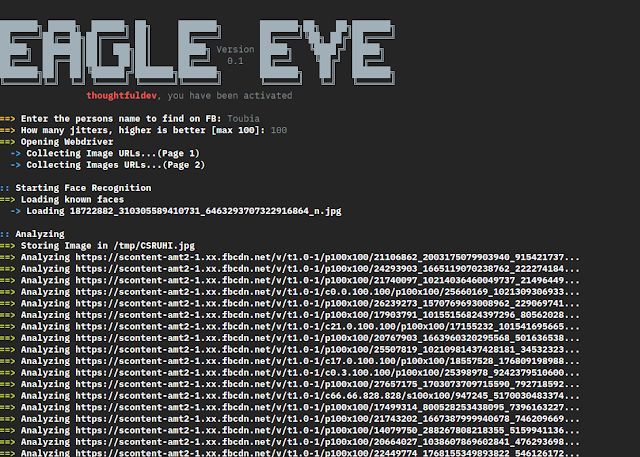 EAGLE EYE
Version
0.1
thoughtfuldev, you have been activated
==> Enter the persons name to find on FB: Toubia
==> How many jitters, higher is better [max 100]: 100
==> Opening Webdriver
-> Collecting Image URLs...(Page 1)
-> Collecting Images URLs...(Page 2)
:: Starting Face Recognition
==> Loading known faces
-> Loading 18722882_310305589410731_6463293707322916864_n.jpg
:: Analyzing
==> Storing Image in /tmp/CSRUHI.jpg
==> Analyzing https://scontent-amt2-1.xx.fbcdn.net/v/t1.0-1/p100x100/21106862_2003175079903940_915421737...
==> Analyzing https://scontent-amt2-1.xx.fbcdn.net/v/t1.0-1/p100x100/24293903_1665119070238762_222274184...
==> Analyzing https://scontent-amt2-1.xx.fbcdn.net/v/t1.0-1/p100x100/21740097_10214036460049737_21496449...
==> Analyzing https://scontent-amt2-1.xx.fbcdn.net/v/t1.0-1/c0.0.100.100/p100x100/25660169_1021309306933...
==> Analyzing https://scontent-amt2-1.xx.fbcdn.net/v/t1.0-1/p100x100/26239273_1570769693008962_229069741...
==> Analyzing https://scontent-amt2-1.xx.fbcdn.net/v/t1.0-1/p100x100/17903791_10155156824397296_80562028...
==> Analyzing https://scontent-amt2-1.xx.fbcdn.net/v/t1.0-1/c21.0.100.100/p100x100/17155232_101541695665...
==> Analyzing https://scontent-amt2-1.xx.fbcdn.net/v/t1.0-1/p100x100/20767903_1663960320295568_501636538...
==> Analyzing https://scontent-amt2-1.xx.fbcdn.net/v/t1.0-1/p100x100/25507819_10210981437428181_34532323...
==> Analyzing https://scontent-amt2-1.xx.fbcdn.net/v/t1.0-1/c17.0.100.100/p100x100/18557528_176809198988...
==> Analyzing https://scontent-amt2-1.xx.fbcdn.net/v/t1.0-1/c0.3.100.100/p100x100/25398978_9242379510600...
==> Analyzing https://scontent-amt2-1.xx.fbcdn.net/v/t1.0-1/p100x100/27657175_1703073709715590_792718592...
==> Analyzing https://scontent-amt2-1.xx.fbcdn.net/v/t1.0-1/c66.66.828.828/s100x100/947245_5170030483374...
==> Analyzing https://scontent-amt2-1.xx.fbcdn.net/v/t1.0-1/p100x100/17499314_800528253438095_7396163227...
==> Analyzing https://scontent-amt2-1.xx.fbcdn.net/v/t1.0-1/p100x100/21743202_1667387999940678_746209669...
==> Analyzing https://scontent-amt2-1.xx.fbcdn.net/v/t1.0-1/p100x100/14079750_288267808218355_5159941136...
==> Analyzing https://scontent-amt2-1.xx.fbcdn.net/v/t1.0-1/p100x100/20664027_1038607869602841_476293698...
==> Analyzing https://scontent-amt2-1.xx.fbcdn.net/v/t1.0-1/p100x100/22449774_1768155349893822_546126172...